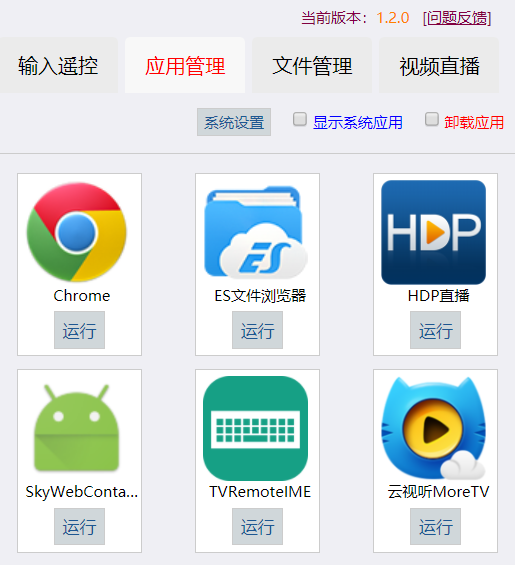 当前版本：1.2.0 [问题反馈]
输入遥控 应用管理 文件管理 视频直播
系统设置 显示系统应用 卸载应用
ES HDP
Chrome ES文件浏览器 HDP直播
运行 运行 运行
SkyWebConta... TVRemoteIME 云视听MoreTV
运行 运行 运行